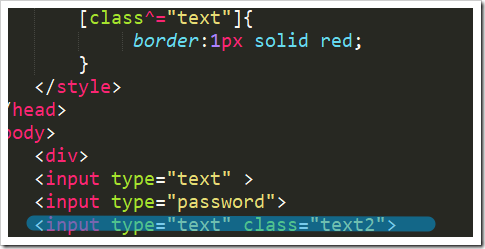 [class^="text"]{
border:1px solid red;
}
</style>
/head>
body>
<div>
<input type="text" >
<input type="password">
<input type="text" class="text2">